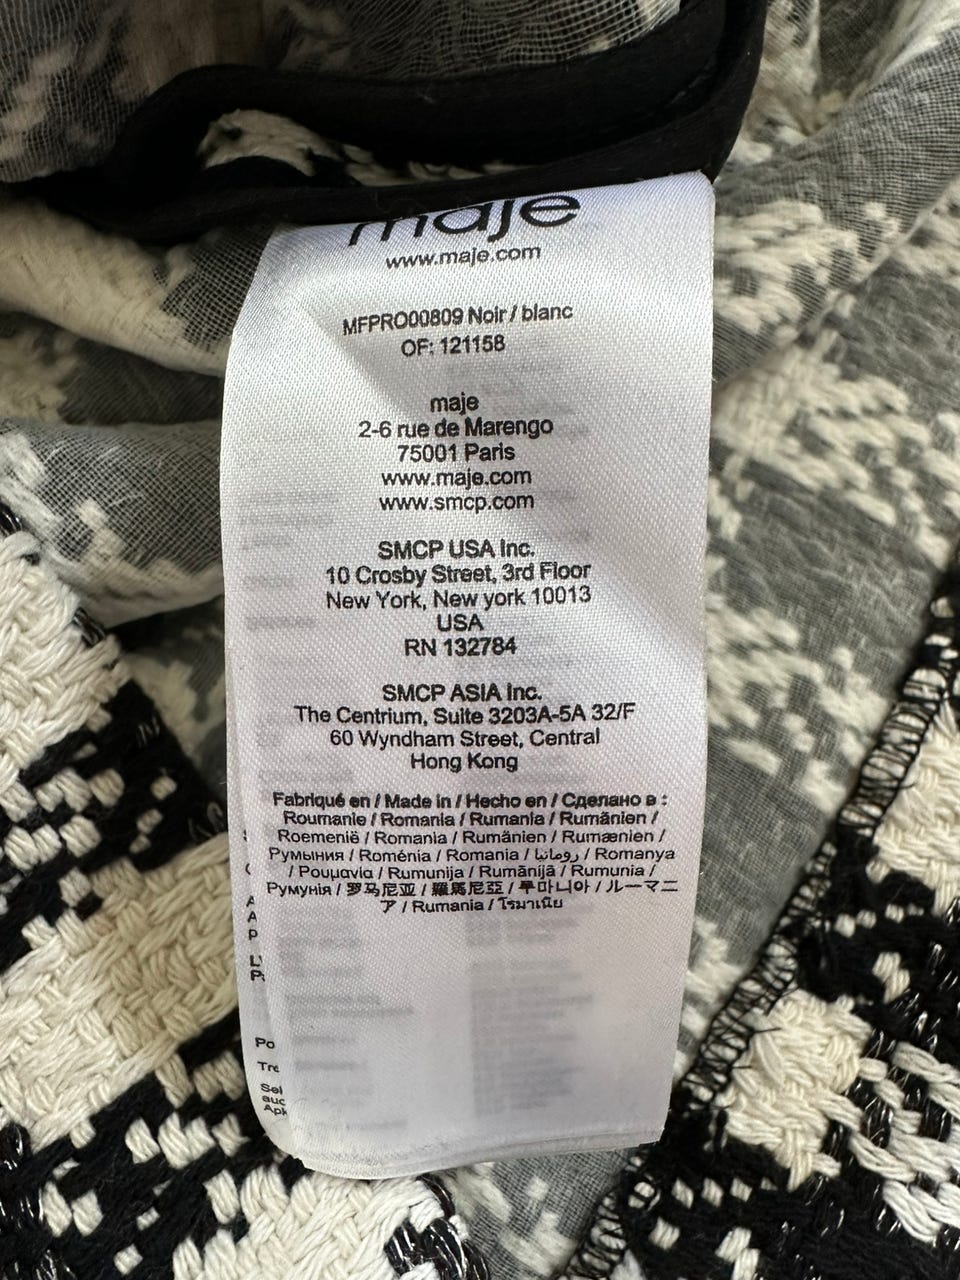 maje
www.maje.com
MFPRO00809 Noir / blanc
OF: 121158
maje
2-6 rue de Marengo
75001 Paris
www.maje.com
www.smcp.com
SMCP USA Inc.
10 Crosby Street, 3rd Floor
New York, New york 10013
USA
RN 132784
SMCP ASIA Inc.
The Centrium, Suite 3203A-5A 32/F
60 Wyndham Street, Central
Hong Kong
Fabriqué en / Made in / Hecho en / Сделано в :
Roumanie / Romania / Rumania / Rumänien /
Roemenië / Romania / Rumänien / Rumænien /
Румыния / Roménia / Romania / رومانيا / Romanya
/ Ρουμανία / Rumunija / Rumānijā / Rumunia /
Румунія / 罗马尼亚 / 羅馬尼亞 / 루마니아 / ルーマニ
ア / Rumania / โรมาเนีย